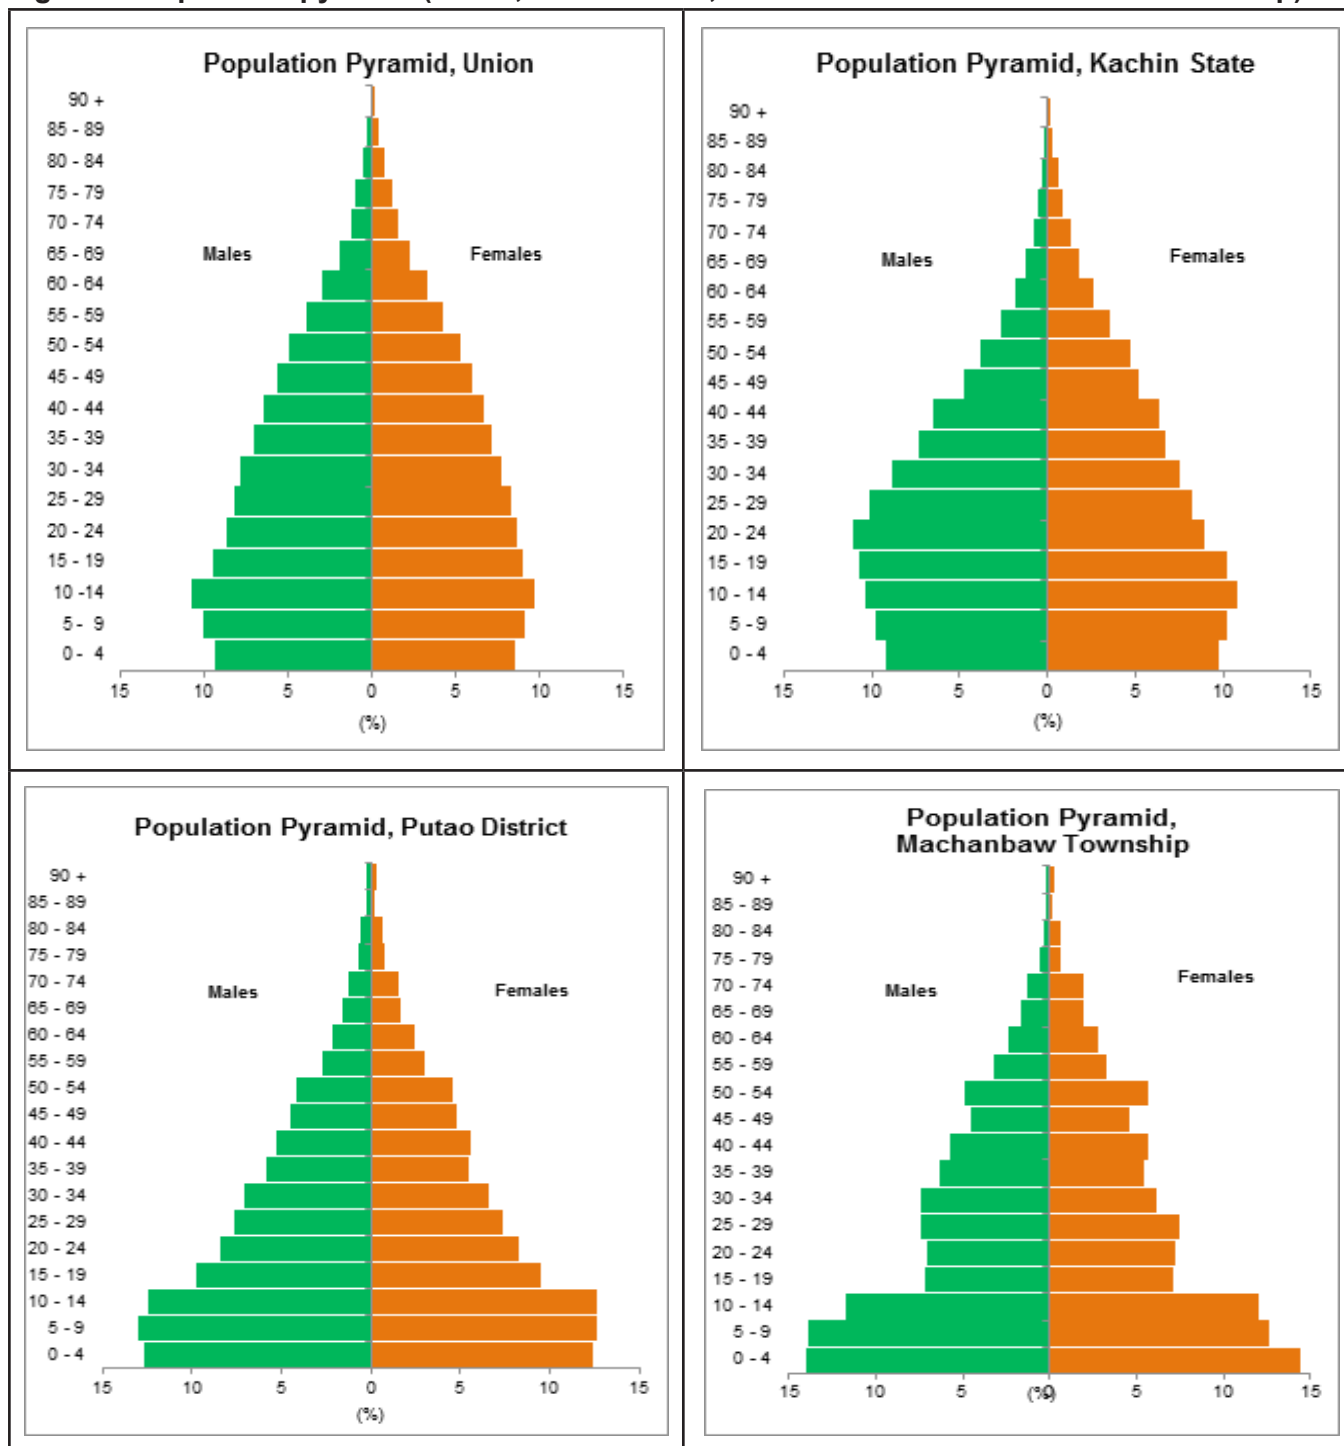 Population Pyramid, Union
90 +
85 - 89
80 - 84
75 - 79
70 - 74
65 - 69
60 - 64
55 - 59
50 - 54
45 - 49
40 - 44
35 - 39
30 - 34
25 - 29
20 - 24
15 - 19
10 -14
5 - 9
0 - 4
Males
Females
15 10 5 0 5 10 15
(%)
Population Pyramid, Kachin State
90 +
85 - 89
80 - 84
75 - 79
70 - 74
65 - 69
60 - 64
55 - 59
50 - 54
45 - 49
40 - 44
35 - 39
30 - 34
25 - 29
20 - 24
15 - 19
10 - 14
5 - 9
0 - 4
Males
Females
15 10 5 0 5 10 15
(%)
Population Pyramid, Putao District
90 +
85 - 89
80 - 84
75 - 79
70 - 74
65 - 69
60 - 64
55 - 59
50 - 54
45 - 49
40 - 44
35 - 39
30 - 34
25 - 29
20 - 24
15 - 19
10 - 14
5 - 9
0 - 4
Males
Females
15 10 5 0 5 10 15
(%)
Population Pyramid,
Machanbaw Township
90 +
85 - 89
80 - 84
75 - 79
70 - 74
65 - 69
60 - 64
55 - 59
50 - 54
45 - 49
40 - 44
35 - 39
30 - 34
25 - 29
20 - 24
15 - 19
10 - 14
5 - 9
0 - 4
Males
Females
15 10 5 0 5 10 15
(%)